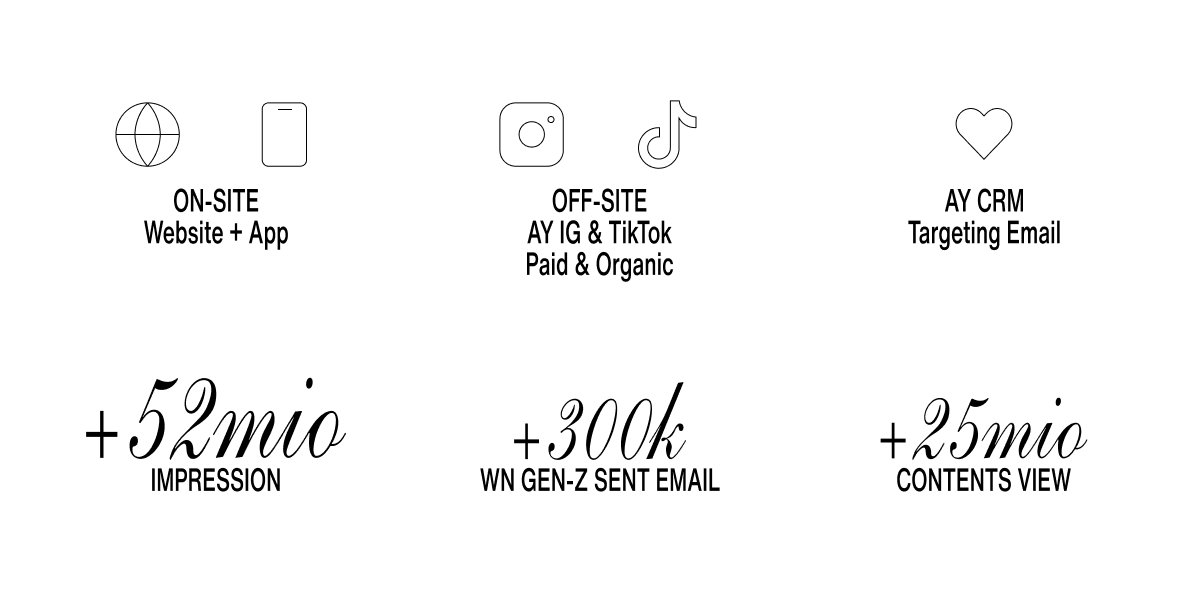 ON-SITE
Website + App
OFF-SITE
AY IG & TikTok
Paid & Organic
AY CRM
Targeting Email
+52mio
IMPRESSION
+300k
WN GEN-Z SENT EMAIL
+25mio
CONTENTS VIEW